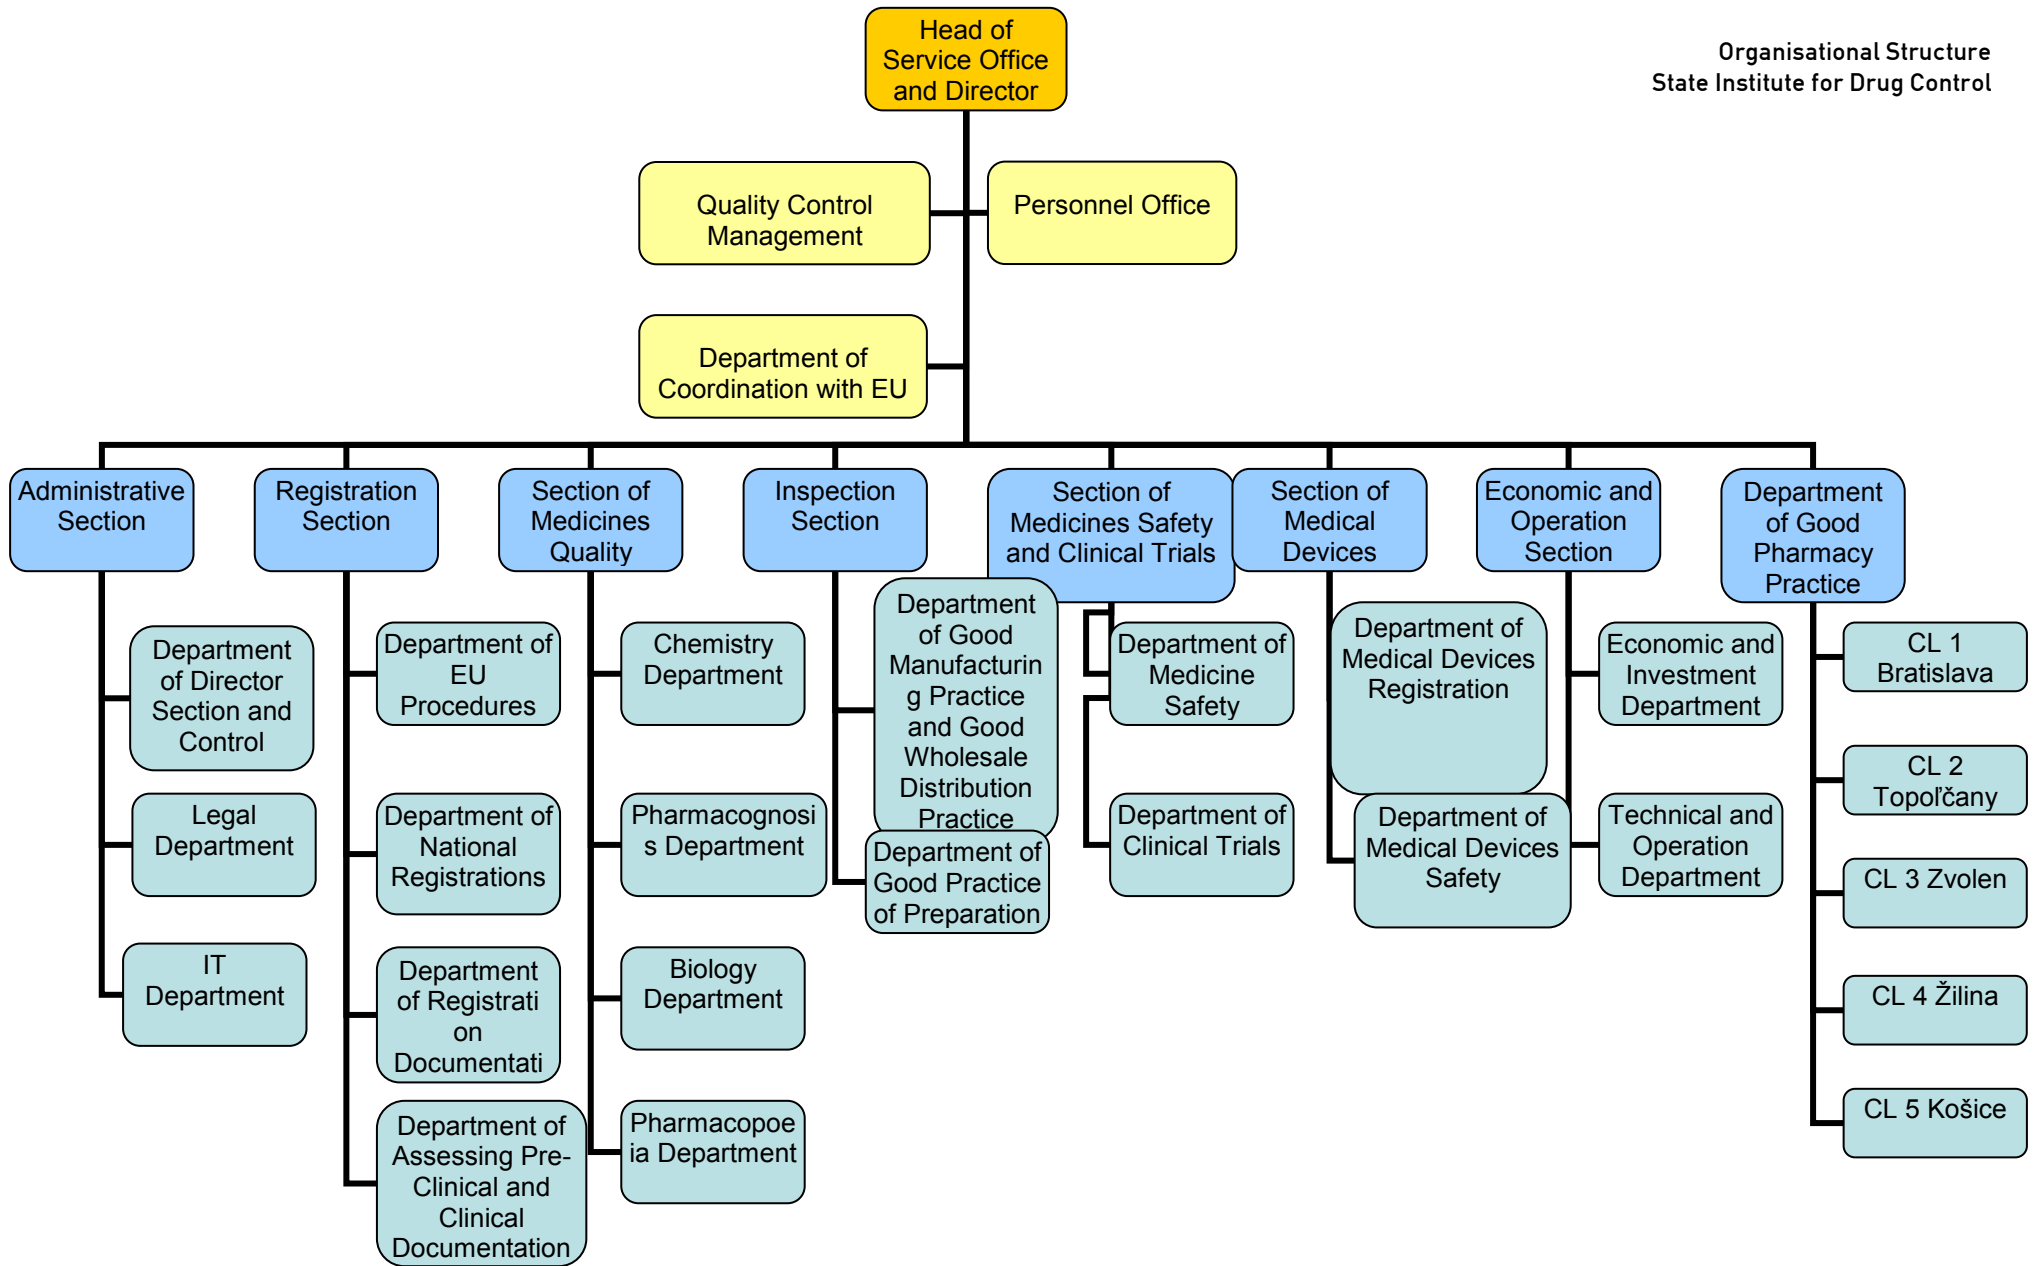 Organisational Structure
State Institute for Drug Control
Head of
Service Office
and Director
Quality Control
Management
Personnel Office
Department of
Coordination with EU
Administrative
Section
Registration
Section
Section of
Medicines
Quality
Inspection
Section
Section of
Medicines Safety
and Clinical Trials
Section of
Medical
Devices
Economic and
Operation
Section
Department
of Good
Pharmacy
Practice
Department
of Director
Section and
Control
Legal
Department
IT
Department
Department of
EU
Procedures
Department of
National
Registrations
Department
of Registrati
on
Documentati
Department of
Assessing Pre-
Clinical and
Clinical
Documentation
Chemistry
Department
Pharmacognosi
s Department
Biology
Department
Pharmacopoe
ia Department
Department
of Good
Manufacturin
g Practice
and Good
Wholesale
Distribution
Practice
Department of
Good Practice
of Preparation
Department of
Medicine
Safety
Department of
Clinical Trials
Department of
Medical Devices
Registration
Department of
Medical Devices
Safety
Economic and
Investment
Department
Technical and
Operation
Department
CL 1
Bratislava
CL 2
Topoľčany
CL 3 Zvolen
CL 4 Žilina
CL 5 Košice